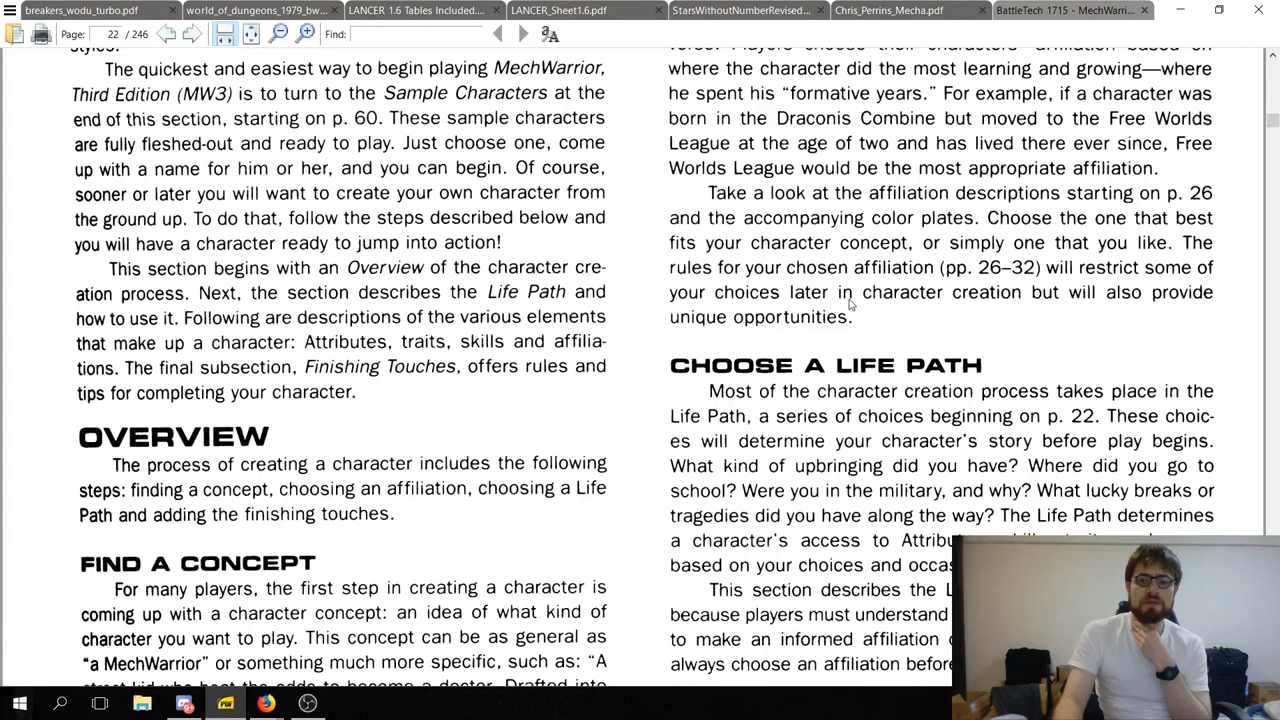 breakers_wodu_turbo.pdf
world_of_dungeons_1979_bw...
LANCER 1.6 Tables Included....
LANCER_Sheet1.6.pdf
StarsWithoutNumberRevised...
Chris_Perrins_Mecha.pdf
BattleTech 1715 - MechWarri...
Page: 22 / 246
Find:
styles.
The quickest and easiest way to begin playing MechWarrior,
Third Edition (MW3) is to turn to the Sample Characters at the
end of this section, starting on p. 60. These sample characters
are fully fleshed-out and ready to play. Just choose one, come
up with a name for him or her, and you can begin. Of course,
sooner or later you will want to create your own character from
the ground up. To do that, follow the steps described below and
you will have a character ready to jump into action!
This section begins with an Overview of the character cre-
ation process. Next, the section describes the Life Path and
how to use it. Following are descriptions of the various elements
that make up a character: Attributes, traits, skills and affilia-
tions. The final subsection, Finishing Touches, offers rules and
tips for completing your character.
OVERVIEW
The process of creating a character includes the following
steps: finding a concept, choosing an affiliation, choosing a Life
Path and adding the finishing touches.
FIND A CONCEPT
For many players, the first step in creating a character is
coming up with a character concept: an idea of what kind of
character you want to play. This concept can be as general as
"a MechWarrior" or something much more specific, such as: "A
street kid who beat the odds to become a doctor. Drafted into
verse. Players choose their characters' affiliation based on
where the character did the most learning and growing—where
he spent his "formative years." For example, if a character was
born in the Draconis Combine but moved to the Free Worlds
League at the age of two and has lived there ever since, Free
Worlds League would be the most appropriate affiliation.
Take a look at the affiliation descriptions starting on p. 26
and the accompanying color plates. Choose the one that best
fits your character concept, or simply one that you like. The
rules for your chosen affiliation (pp. 26–32) will restrict some of
your choices later in character creation but will also provide
unique opportunities.
CHOOSE A LIFE PATH
Most of the character creation process takes place in the
Life Path, a series of choices beginning on p. 22. These choic-
es will determine your character's story before play begins.
What kind of upbringing did you have? Where did you go to
school? Were you in the military, and why? What lucky breaks or
tragedies did you have along the way? The Life Path determines
a character's access to Attribu
based on your choices and occas
This section describes the L
because players must understand
to make an informed affiliation
always choose an affiliation before